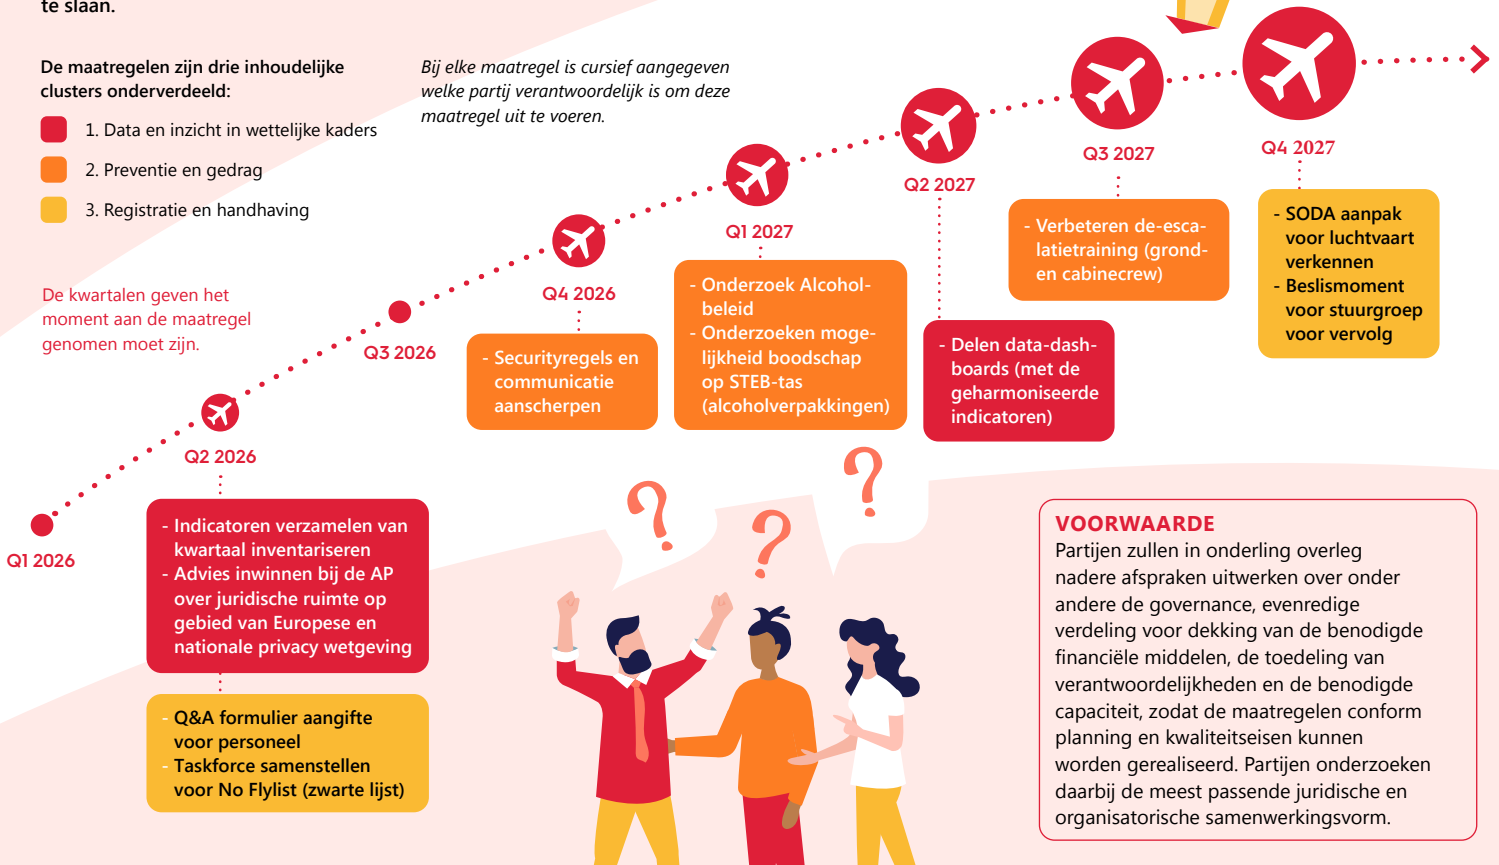 te slaan.
De maatregelen zijn drie inhoudelijke
clusters onderverdeeld:
1. Data en inzicht in wettelijke kaders
2. Preventie en gedrag
3. Registratie en handhaving
Bij elke maatregel is cursief aangegeven
welke partij verantwoordelijk is om deze
maatregel uit te voeren.
De kwartalen geven het
moment aan de maatregel
genomen moet zijn.
Q1 2026
Q2 2026
- Indicatoren verzamelen van
kwartaal inventariseren
- Advies inwinnen bij de AP
over juridische ruimte op
gebied van Europese en
nationale privacy wetgeving
- Q&A formulier aangifte
voor personeel
- Taskforce samenstellen
voor No Flylist (zwarte lijst)
Q3 2026
Q4 2026
- Securityregels en
communicatie
aanscherpen
Q1 2027
- Onderzoek Alcohol-
beleid
- Onderzoeken moge-
lijkheid boodschap
op STEB-tas
(alcoholverpakkingen)
Q2 2027
- Delen data-dash-
boards (met de
geharmoniseerde
indicatoren)
Q3 2027
- Verbeteren de-esca-
latietraining (grond-
en cabinecrew)
Q4 2027
- SODA aanpak
voor luchtvaart
verkennen
- Beslismoment
voor stuurgroep
voor vervolg
?
?
?
VOORWAARDE
Partijen zullen in onderling overleg
nadere afspraken uitwerken over onder
andere de governance, evenredige
verdeling voor dekking van de benodigde
financiële middelen, de toedeling van
verantwoordelijkheden en de benodigde
capaciteit, zodat de maatregelen conform
planning en kwaliteitseisen kunnen
worden gerealiseerd. Partijen onderzoeken
daarbij de meest passende juridische en
organisatorische samenwerkingsvorm.